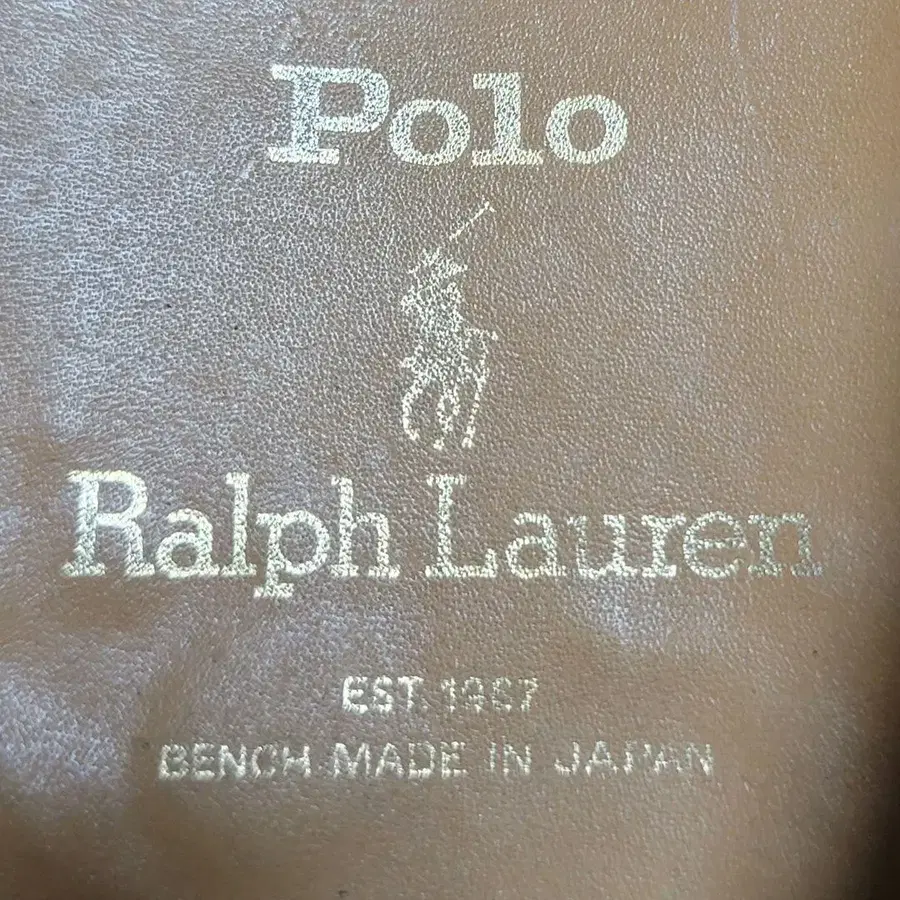 Polo
Ralph Lauren
EST. 1967
BENCH MADE IN JAPAN